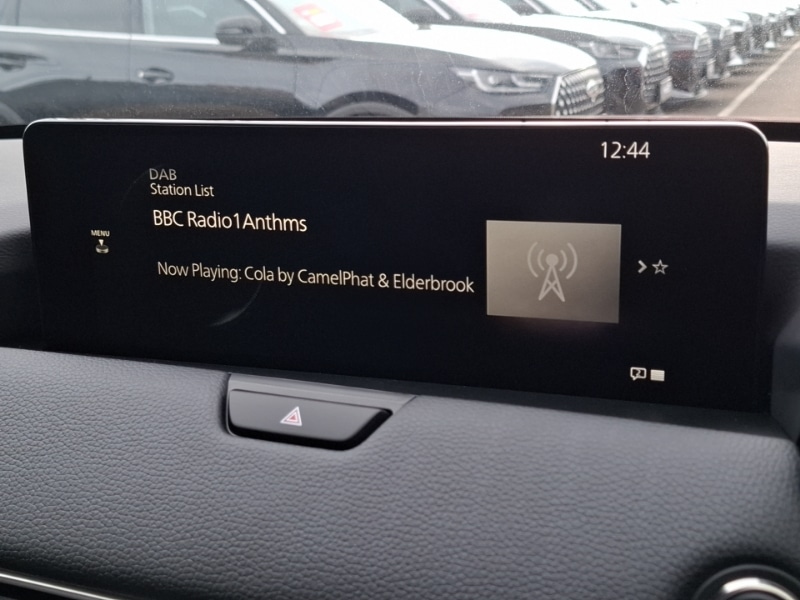 12:44
DAB
Station List
BBC Radio1Anthms
MENU
Now Playing: Cola by CamelPhat & Elderbrook